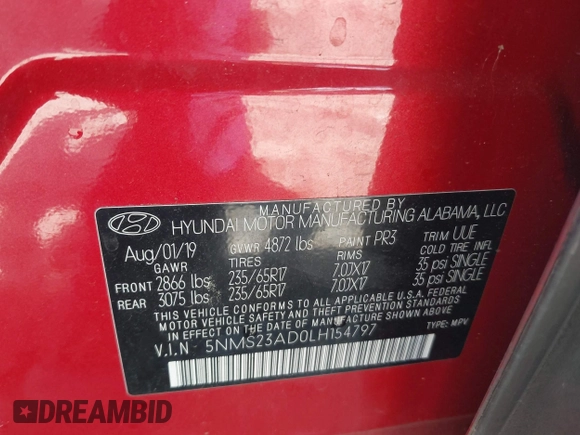 MANUFACTURED BY
HYUNDAI MOTOR MANUFACTURING ALABAMA, LLC
Aug/01/19 GVWR 4872 lbs PAINT PR3 TRIM UUE
GAWR TIRES RIMS COLD TIRE INFL
FRONT 2866 lbs 235/65R17 7.0JX17 35 psi SINGLE
REAR 3075 lbs 235/65R17 7.0JX17 35 psi SINGLE
THIS VEHICLE CONFORMS TO ALL APPLICABLE U.S.A. FEDERAL
MOTOR VEHICLE SAFETY BUMPER, AND THEFT PREVENTION
STANDARDS IN EFFECT ON THE DATE OF MANUFACTURE SHOWN ABOVE.
V.I.N 5NMS23AD0LH154797 TYPE: MPV
DREAMBID